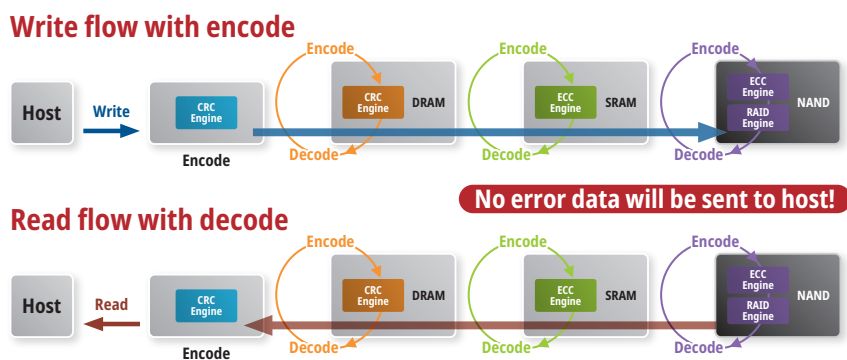 Write flow with encode
Encode
Encode
Encode
Host
Write
CRC
Engine
CRC
Engine
DRAM
ECC
Engine
SRAM
ECC
Engine
RAID
Engine
NAND
Encode
Decode
Decode
Decode
No error data will be sent to host!
Read flow with decode
Encode
Encode
Encode
Host
Read
CRC
Engine
CRC
Engine
DRAM
ECC
Engine
SRAM
ECC
Engine
RAID
Engine
NAND
Encode
Decode
Decode
Decode